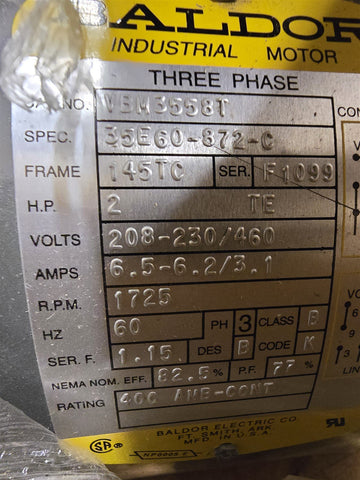 BALDOR
INDUSTRIAL MOTOR
THREE PHASE
CAT.NO. VBM3558T
SPEC. 35E60-872-C
FRAME 145TC SER. F1099
H.P. 2 TE
VOLTS 208-230/460
AMPS 6.5-6.2/3.1
R.P.M. 1725
HZ 60 PH 3 CLASS B
SER.F. 1.15 DES B CODE K
NEMA NOM. EFF. 82.5% P.F. 77%
RATING 40C AMB-CONT
BALDOR ELECTRIC CO.
FT. SMITH, ARK.
MFD. IN U.S.A.